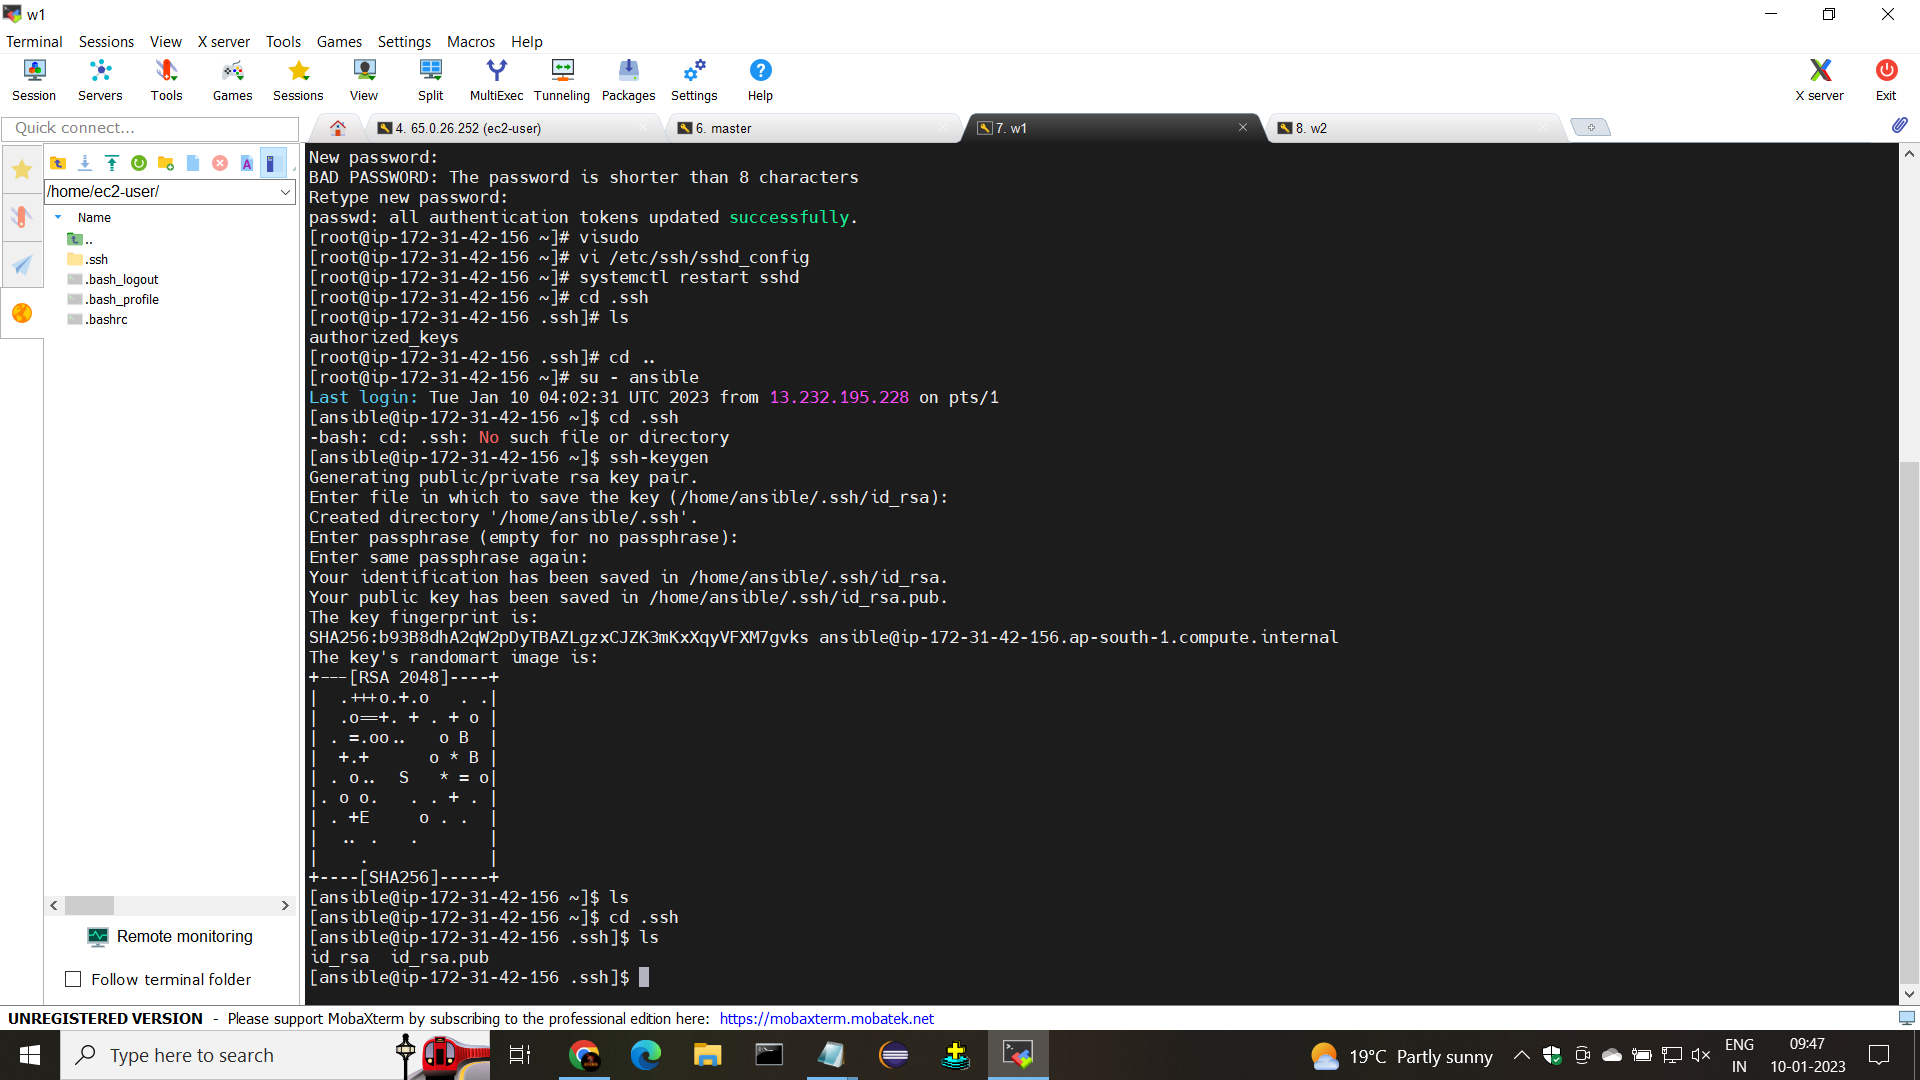 w1
Terminal Sessions View X server Tools Games Settings Macros Help
Session Servers Tools Games Sessions View Split MultiExec Tunneling Packages Settings Help X server Exit
Quick connect...
4. 65.0.26.252 (ec2-user)
6. master
7. w1
8. w2
/home/ec2-user/
Name
..
.ssh
.bash_logout
.bash_profile
.bashrc
Remote monitoring
Follow terminal folder
New password:
BAD PASSWORD: The password is shorter than 8 characters
Retype new password:
passwd: all authentication tokens updated successfully.
[root@ip-172-31-42-156 ~]# visudo
[root@ip-172-31-42-156 ~]# vi /etc/ssh/sshd_config
[root@ip-172-31-42-156 ~]# systemctl restart sshd
[root@ip-172-31-42-156 ~]# cd .ssh
[root@ip-172-31-42-156 .ssh]# ls
authorized_keys
[root@ip-172-31-42-156 .ssh]# cd ..
[root@ip-172-31-42-156 ~]# su - ansible
Last login: Tue Jan 10 04:02:31 UTC 2023 from 13.232.195.228 on pts/1
[ansible@ip-172-31-42-156 ~]$ cd .ssh
-bash: cd: .ssh: No such file or directory
[ansible@ip-172-31-42-156 ~]$ ssh-keygen
Generating public/private rsa key pair.
Enter file in which to save the key (/home/ansible/.ssh/id_rsa):
Created directory '/home/ansible/.ssh'.
Enter passphrase (empty for no passphrase):
Enter same passphrase again:
Your identification has been saved in /home/ansible/.ssh/id_rsa.
Your public key has been saved in /home/ansible/.ssh/id_rsa.pub.
The key fingerprint is:
SHA256:b93B8dhA2qW2pDyTBAZLgzxCJZK3mKxXqyVFXM7gvks ansible@ip-172-31-42-156.ap-south-1.compute.internal
The key's randomart image is:
+---[RSA 2048]----+
|  .+++o.+.o   . .|
|  .o==+. + . + o |
| . =.oo..   o B  |
|  +.+      o * B |
| . o..  S   * = o|
|. o o.   . . + . |
| . +E     o . .  |
|   .. .   .       |
|     .            |
+----[SHA256]-----+
[ansible@ip-172-31-42-156 ~]$ ls
[ansible@ip-172-31-42-156 ~]$ cd .ssh
[ansible@ip-172-31-42-156 .ssh]$ ls
id_rsa  id_rsa.pub
[ansible@ip-172-31-42-156 .ssh]$
UNREGISTERED VERSION - Please support MobaXterm by subscribing to the professional edition here: https://mobaxterm.mobatek.net
Type here to search
19°C Partly sunny
ENG
IN
09:47
10-01-2023